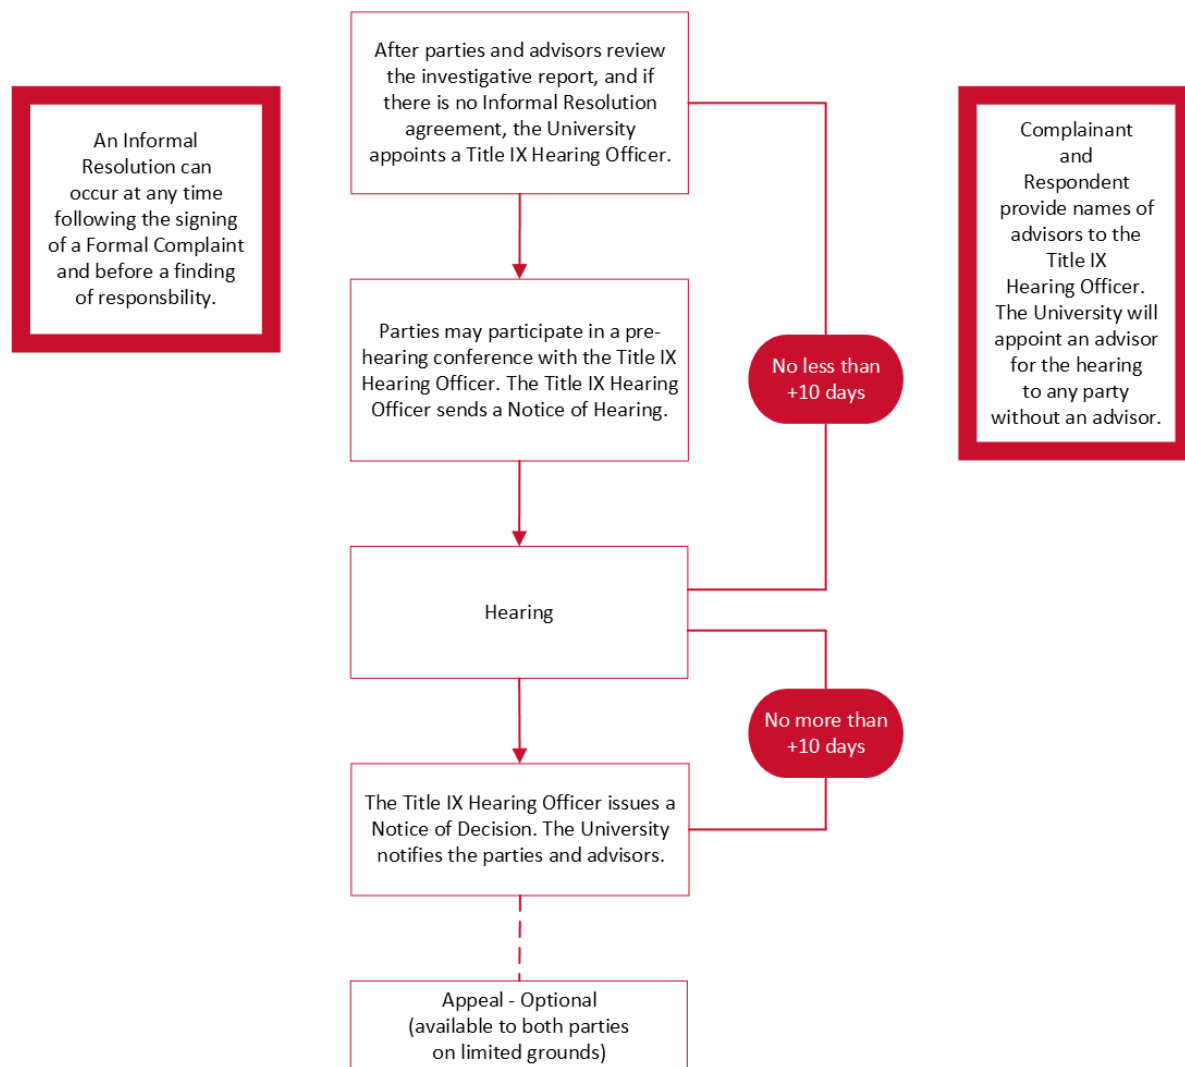 After parties and advisors review
the investigative report, and if
there is no Informal Resolution
agreement, the University
appoints a Title IX Hearing Officer.
An Informal
Resolution can
occur at any time
following the signing
of a Formal Complaint
and before a finding
of responsbility.
Complainant
and
Respondent
provide names of
advisors to the
Title IX
Hearing Officer.
The University will
appoint an advisor
for the hearing
to any party
without an advisor.
Parties may participate in a pre-
hearing conference with the Title IX
Hearing Officer. The Title IX Hearing
Officer sends a Notice of Hearing.
No less than
+10 days
Hearing
No more than
+10 days
The Title IX Hearing Officer issues a
Notice of Decision. The University
notifies the parties and advisors.
Appeal - Optional
(available to both parties
on limited grounds)